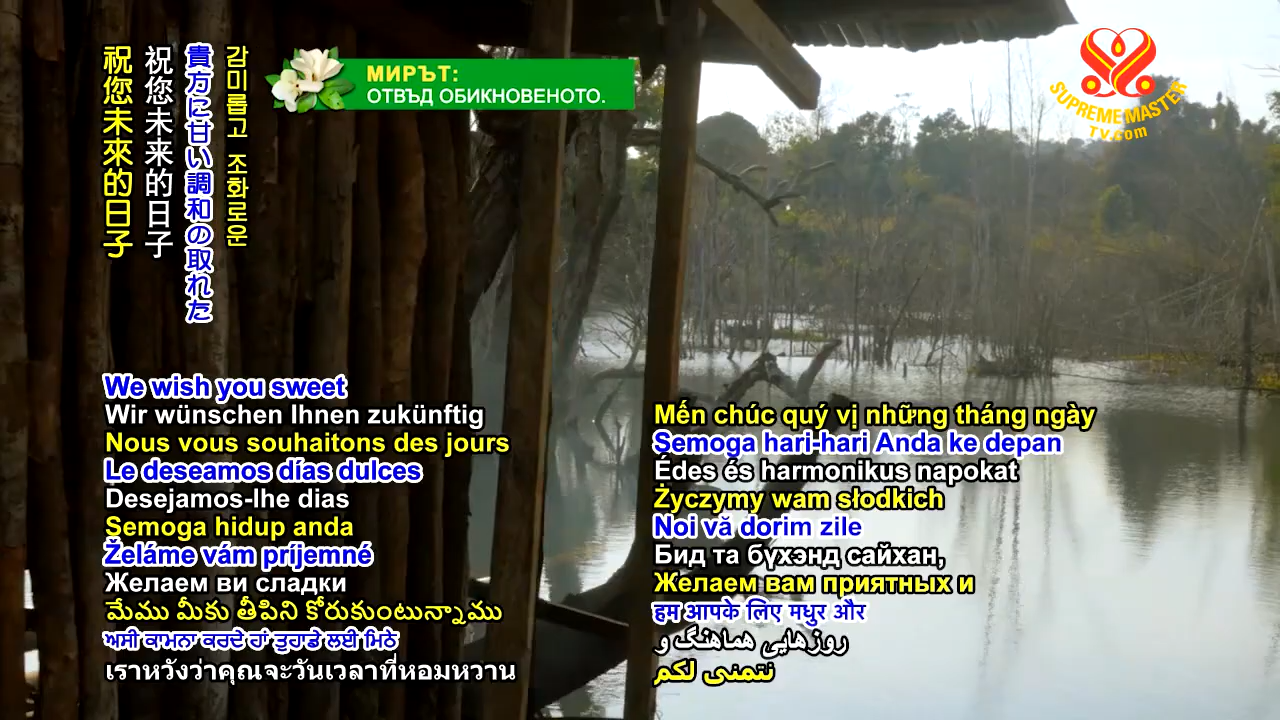 祝您未來的日子
祝您未来的日子
貴方に甘い調和の取れた
감미롭고 조화로운
МИРЪТ:
ОТВЪД ОБИКНОВЕНОТО.
SUPREME MASTER
TV.com
We wish you sweet
Wir wünschen Ihnen zukünftig
Nous vous souhaitons des jours
Le deseamos días dulces
Desejamos-lhe dias
Semoga hidup anda
Želáme vám príjemné
Желаем ви сладки
మేము మీకు తీపిని కోరుకుంటున్నాము
ਅਸੀ ਕਾਮਨਾ ਕਰਦੇ ਹਾਂ ਤੁਹਾਡੇ ਲਈ ਮਿਠੇ
เราหวังว่าคุณจะวันเวลาที่หอมหวาน
Mến chúc quý vị những tháng ngày
Semoga hari-hari Anda ke depan
Édes és harmonikus napokat
Życzymy wam słodkich
Noi vă dorim zile
Бид та бүхэнд сайхан,
Желаем вам приятных и
हम आपके लिए मधुर और
روزهایی هماهنگ و
نتمنى لكم